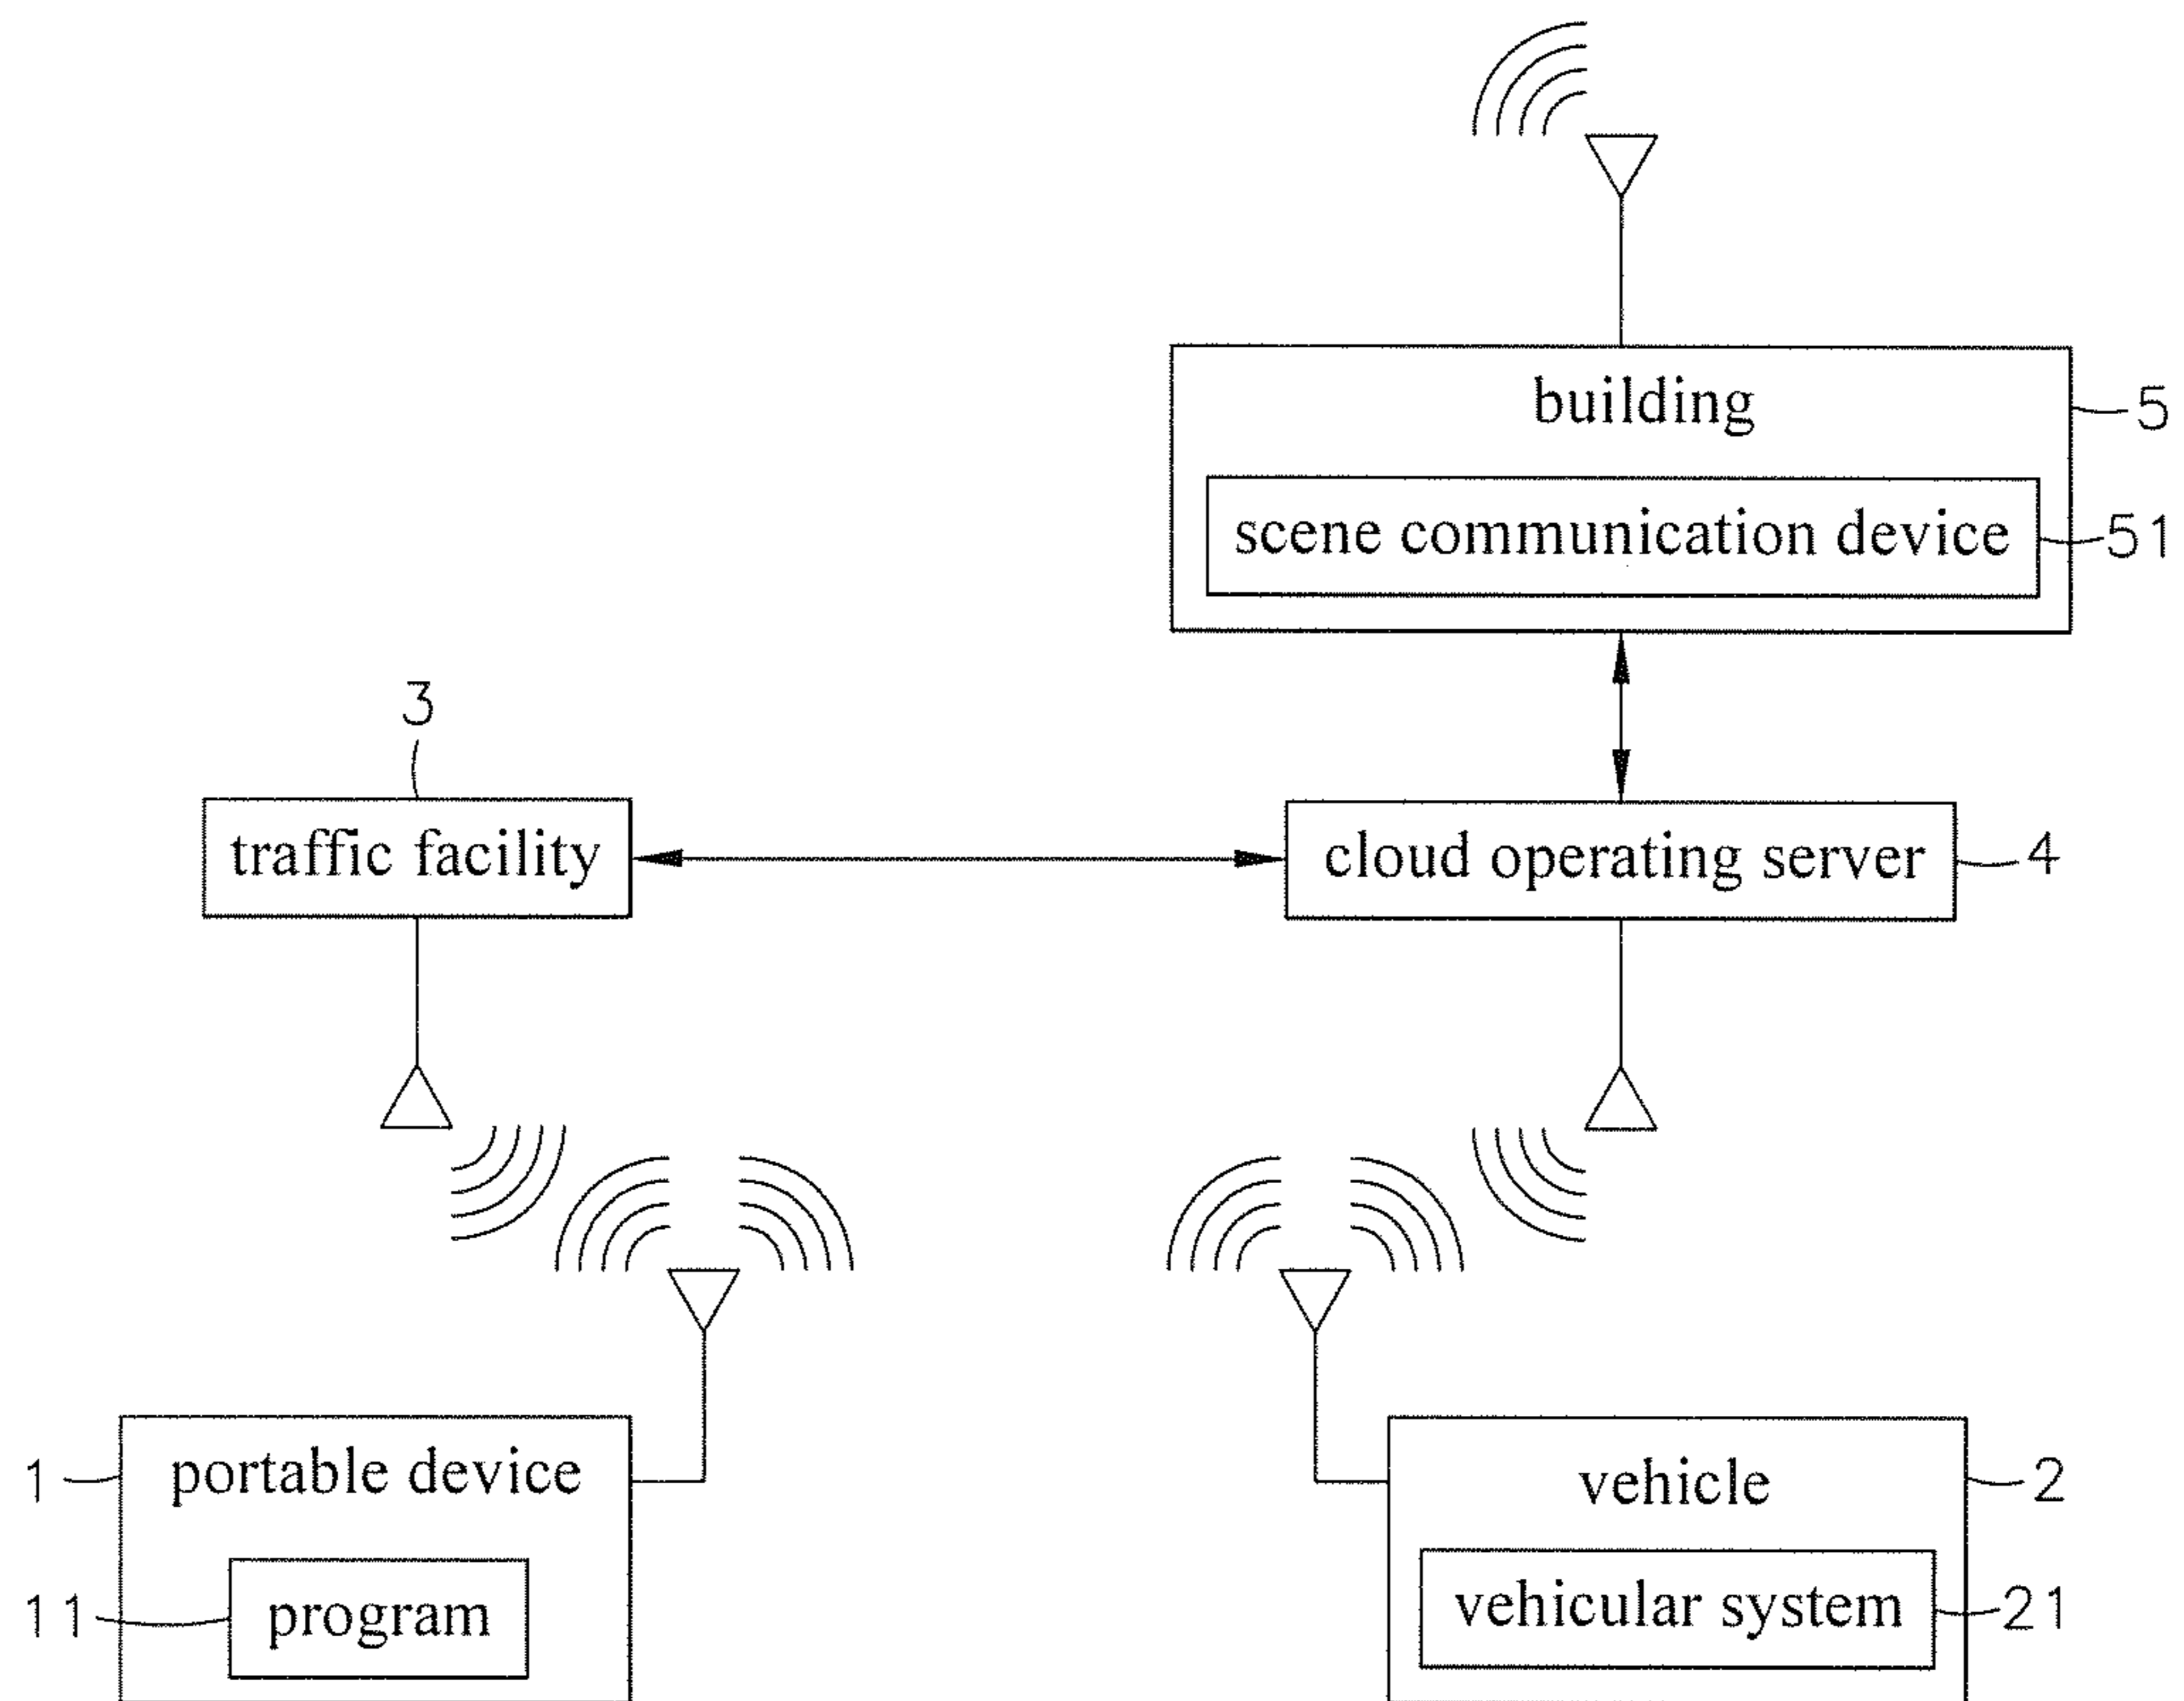 building
5
scene communication device
51
3
traffic facility
cloud operating server
4
1
portable device
vehicle
2
11
program
vehicular system
21